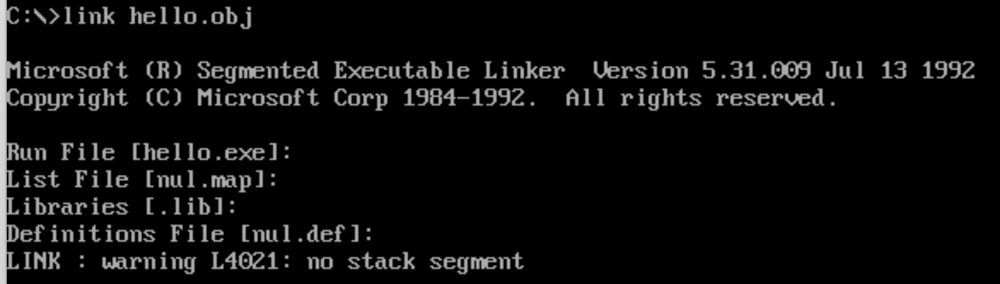 C:\>link hello.obj
Microsoft (R) Segmented Executable Linker  Version 5.31.009 Jul 13 1992
Copyright (C) Microsoft Corp 1984-1992.  All rights reserved.
Run File [hello.exe]:
List File [nul.map]:
Libraries [.lib]:
Definitions File [nul.def]:
LINK : warning L4021: no stack segment